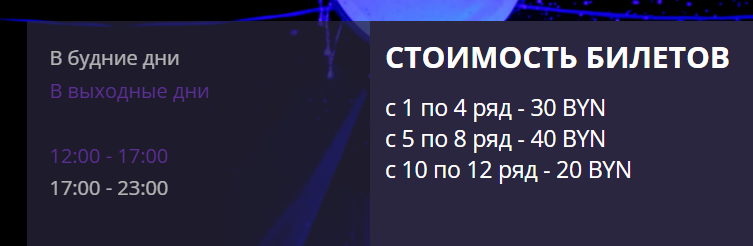 В будние дни
В выходные дни
12:00 - 17:00
17:00 - 23:00
СТОИМОСТЬ БИЛЕТОВ
с 1 по 4 ряд - 30 BYN
с 5 по 8 ряд - 40 BYN
с 10 по 12 ряд - 20 BYN